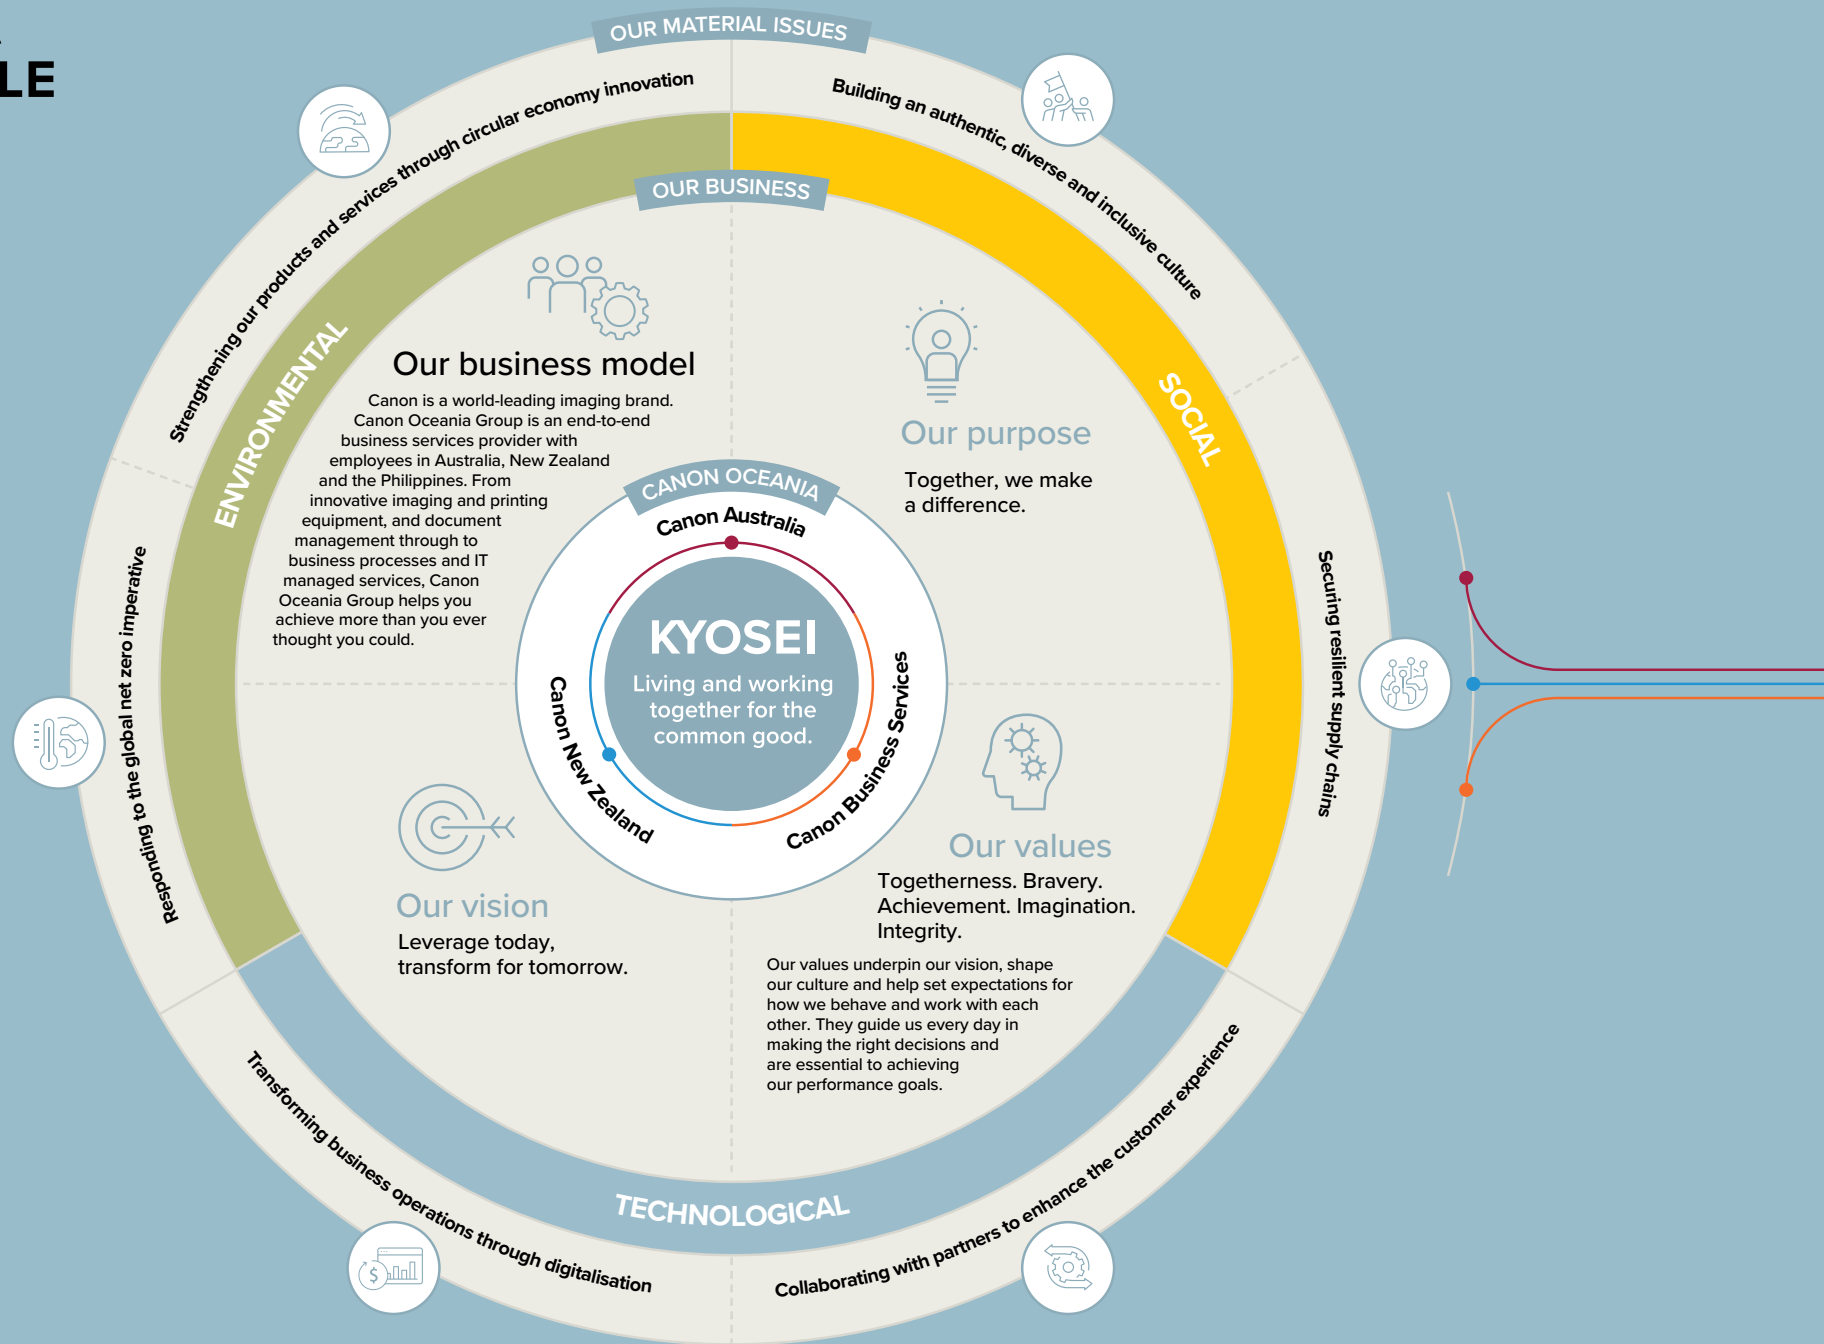 LE
OUR MATERIAL ISSUES
Strengthening our products and services through circular economy innovation
Building an authentic, diverse and inclusive culture
OUR BUSINESS
ENVIRONMENTAL
SOCIAL
Our business model
Canon is a world-leading imaging brand.
Canon Oceania Group is an end-to-end
business services provider with
employees in Australia, New Zealand
and the Philippines. From
innovative imaging and printing
equipment, and document
management through to
business processes and IT
managed services, Canon
Oceania Group helps you
achieve more than you ever
thought you could.
Our purpose
Together, we make
a difference.
CANON OCEANIA
Canon Australia
KYOSEI
Living and working
together for the
common good.
Canon New Zealand
Canon Business Services
Responding to the global net zero imperative
Securing resilient supply chains
Our vision
Leverage today,
transform for tomorrow.
Our values
Togetherness. Bravery.
Achievement. Imagination.
Integrity.
Our values underpin our vision, shape
our culture and help set expectations for
how we behave and work with each
other. They guide us every day in
making the right decisions and
are essential to achieving
our performance goals.
TECHNOLOGICAL
Transforming business operations through digitalisation
Collaborating with partners to enhance the customer experience
$